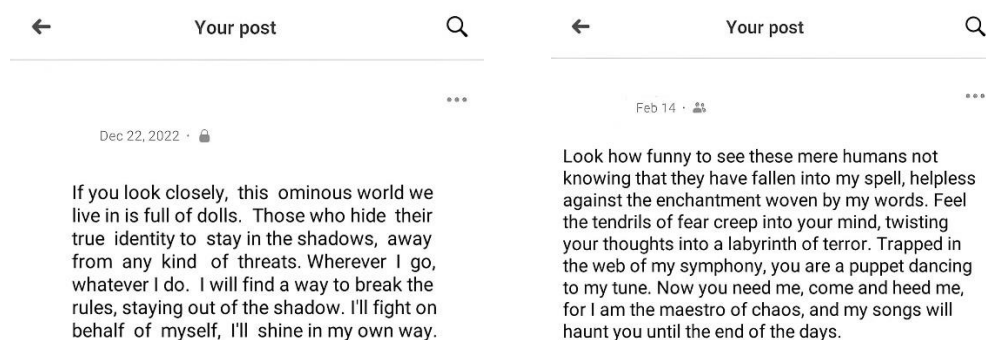 Your post
Dec 22, 2022 ·
If you look closely, this ominous world we
live in is full of dolls. Those who hide their
true identity to stay in the shadows, away
from any kind of threats. Wherever I go,
whatever I do. I will find a way to break the
rules, staying out of the shadow. I'll fight on
behalf of myself, I'll shine in my own way.
Your post
Feb 14 ·
Look how funny to see these mere humans not
knowing that they have fallen into my spell, helpless
against the enchantment woven by my words. Feel
the tendrils of fear creep into your mind, twisting
your thoughts into a labyrinth of terror. Trapped in
the web of my symphony, you are a puppet dancing
to my tune. Now you need me, come and heed me,
for I am the maestro of chaos, and my songs will
haunt you until the end of the days.